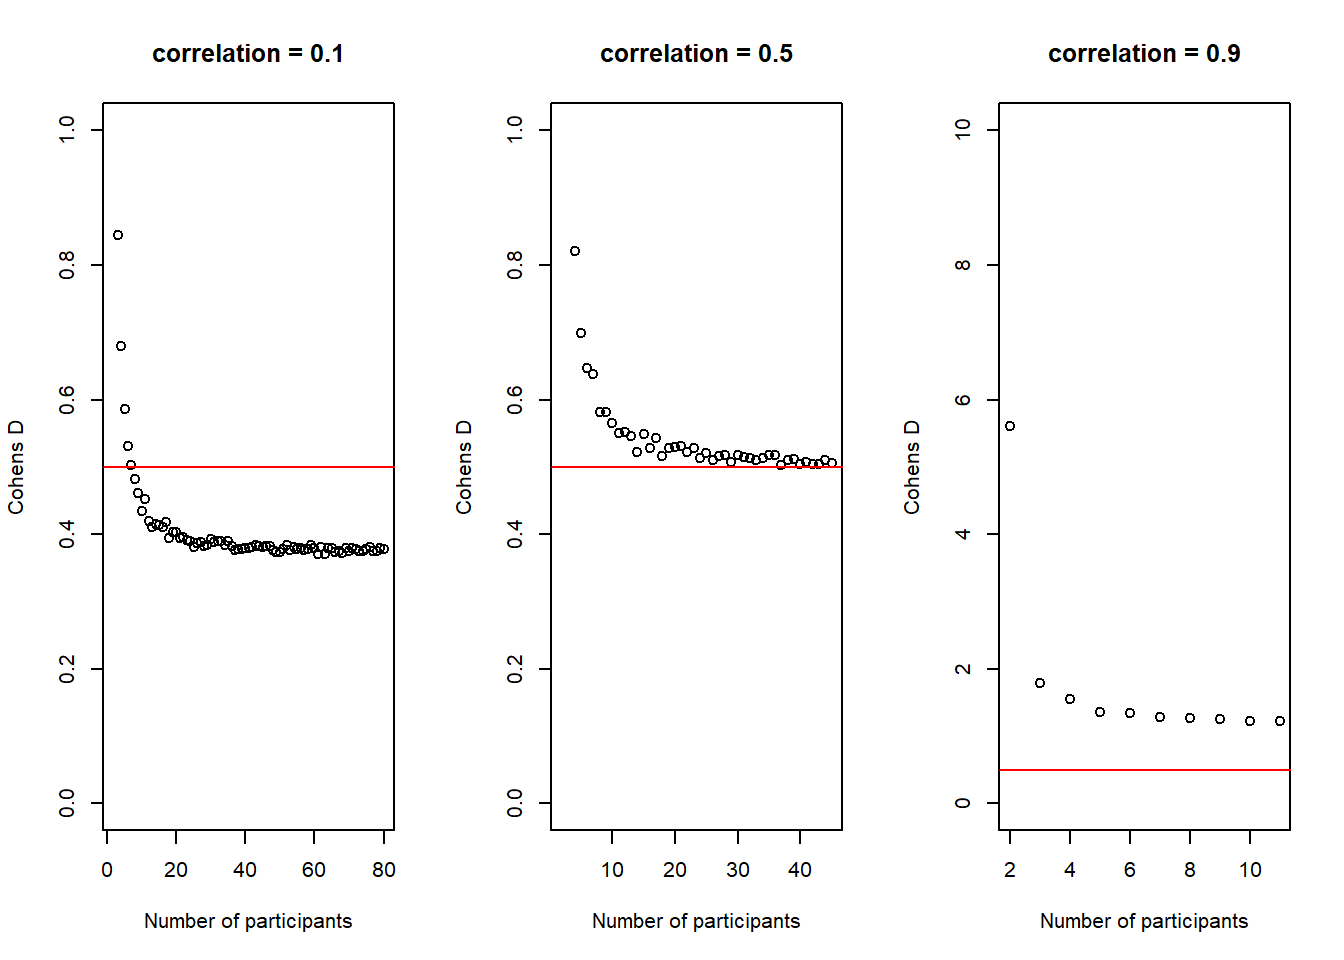 correlation = 0.1
Cohens D
1.0
0.8
0.6
0.4
0.2
0.0
0 20 40 60 80
Number of participants
correlation = 0.5
Cohens D
1.0
0.8
0.6
0.4
0.2
0.0
10 20 30 40
Number of participants
correlation = 0.9
Cohens D
10
8
6
4
2
0
2 4 6 8 10
Number of participants